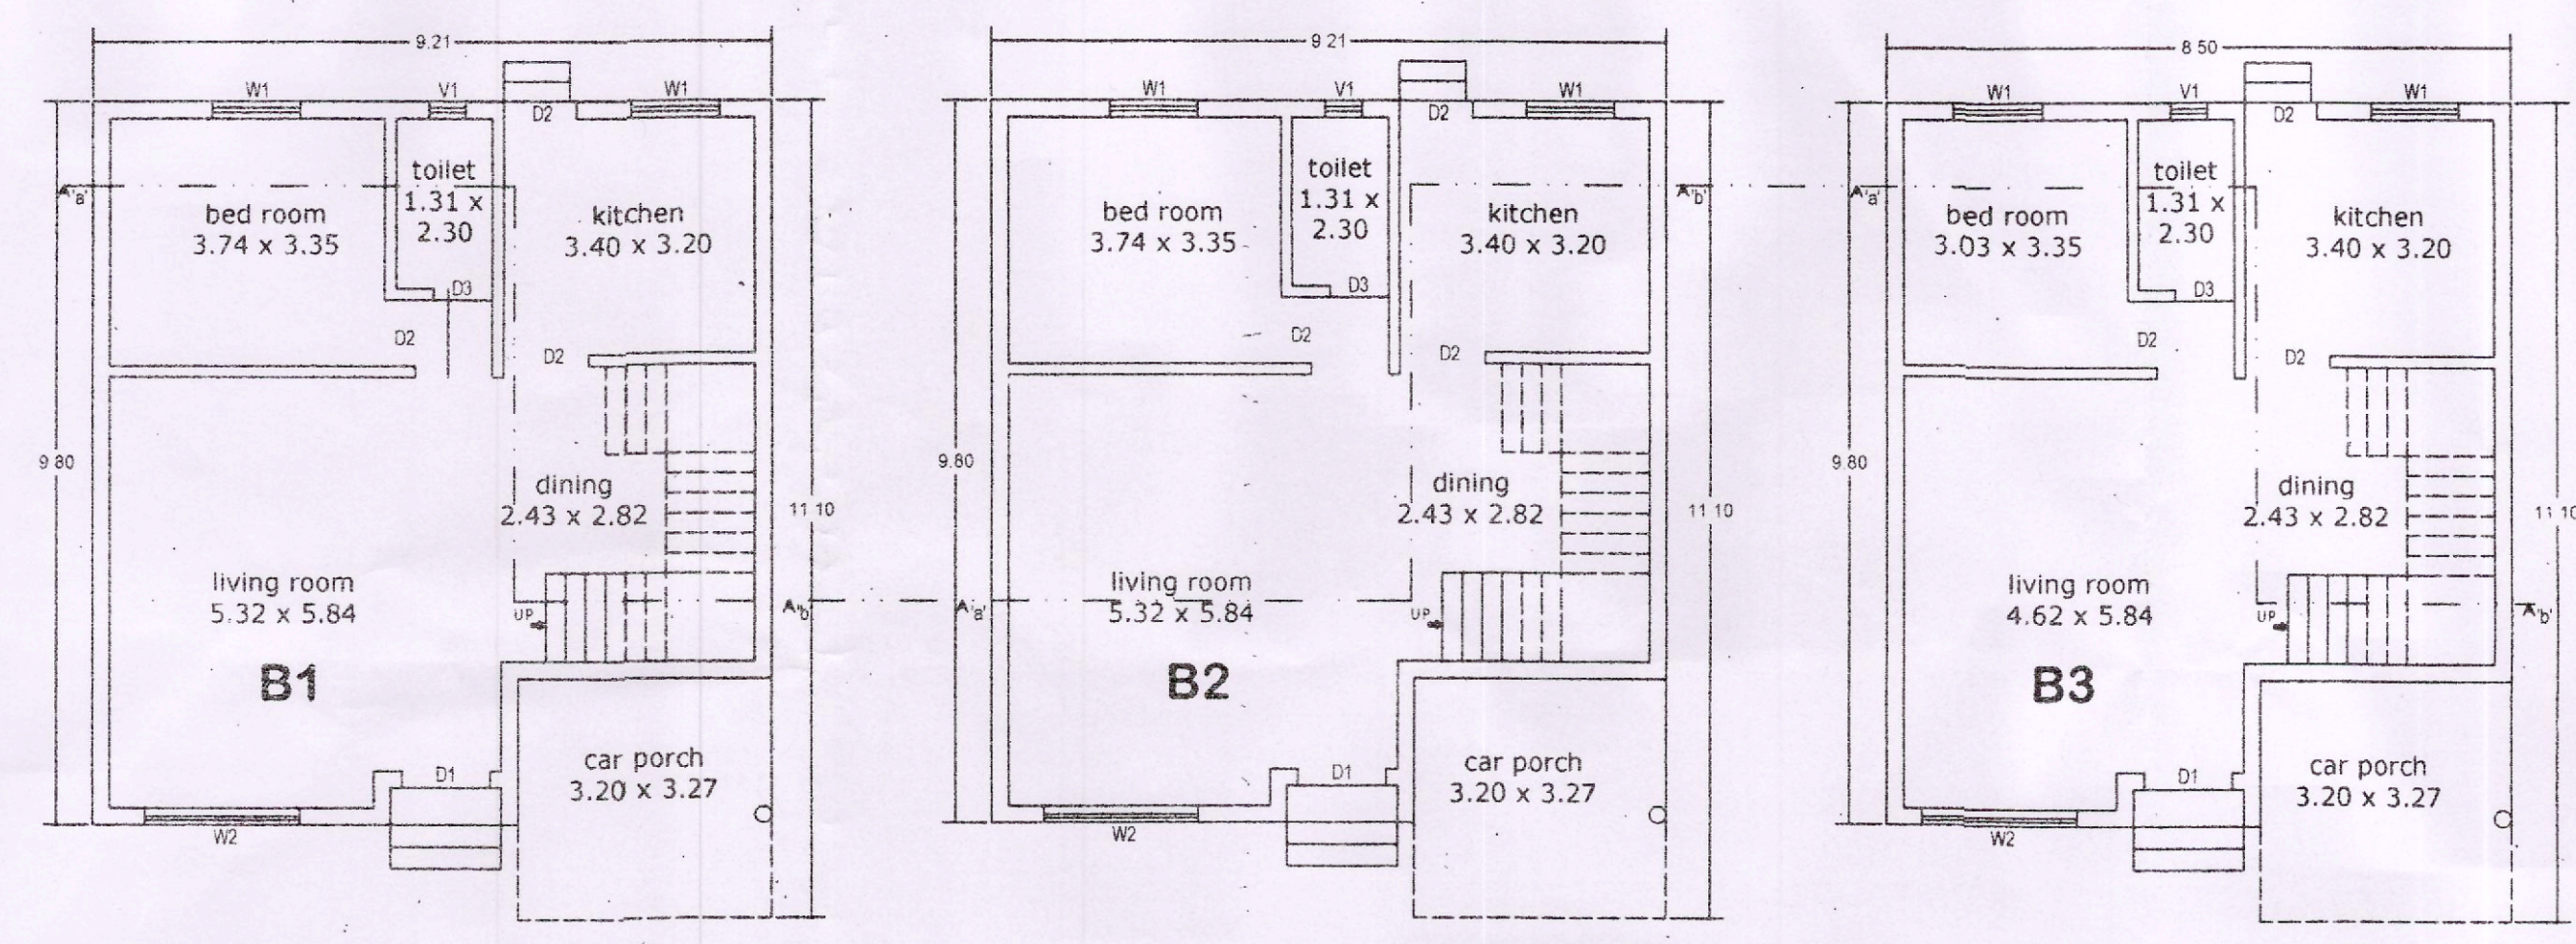 9.21
W1
V1
W1
D2
toilet
1.31 x
2.30
A'a'
bed room
3.74 x 3.35
kitchen
3.40 x 3.20
D3
D2
D2
9 80
dining
2.43 x 2.82
11 10
living room
5.32 x 5.84
UP
A'b'
B1
car porch
3.20 x 3.27
D1
W2
9 21
W1
V1
W1
D2
toilet
1.31 x
2.30
A'b'
bed room
3.74 x 3.35
kitchen
3.40 x 3.20
D3
D2
D2
9.80
dining
2.43 x 2.82
11 10
living room
5.32 x 5.84
A'a'
UP
B2
car porch
3.20 x 3.27
D1
W2
8 50
W1
V1
W1
D2
toilet
1.31 x
2.30
A'a'
bed room
3.03 x 3.35
kitchen
3.40 x 3.20
D3
D2
D2
9.80
dining
2.43 x 2.82
11 10
living room
4.62 x 5.84
UP
A'b'
B3
car porch
3.20 x 3.27
D1
W2